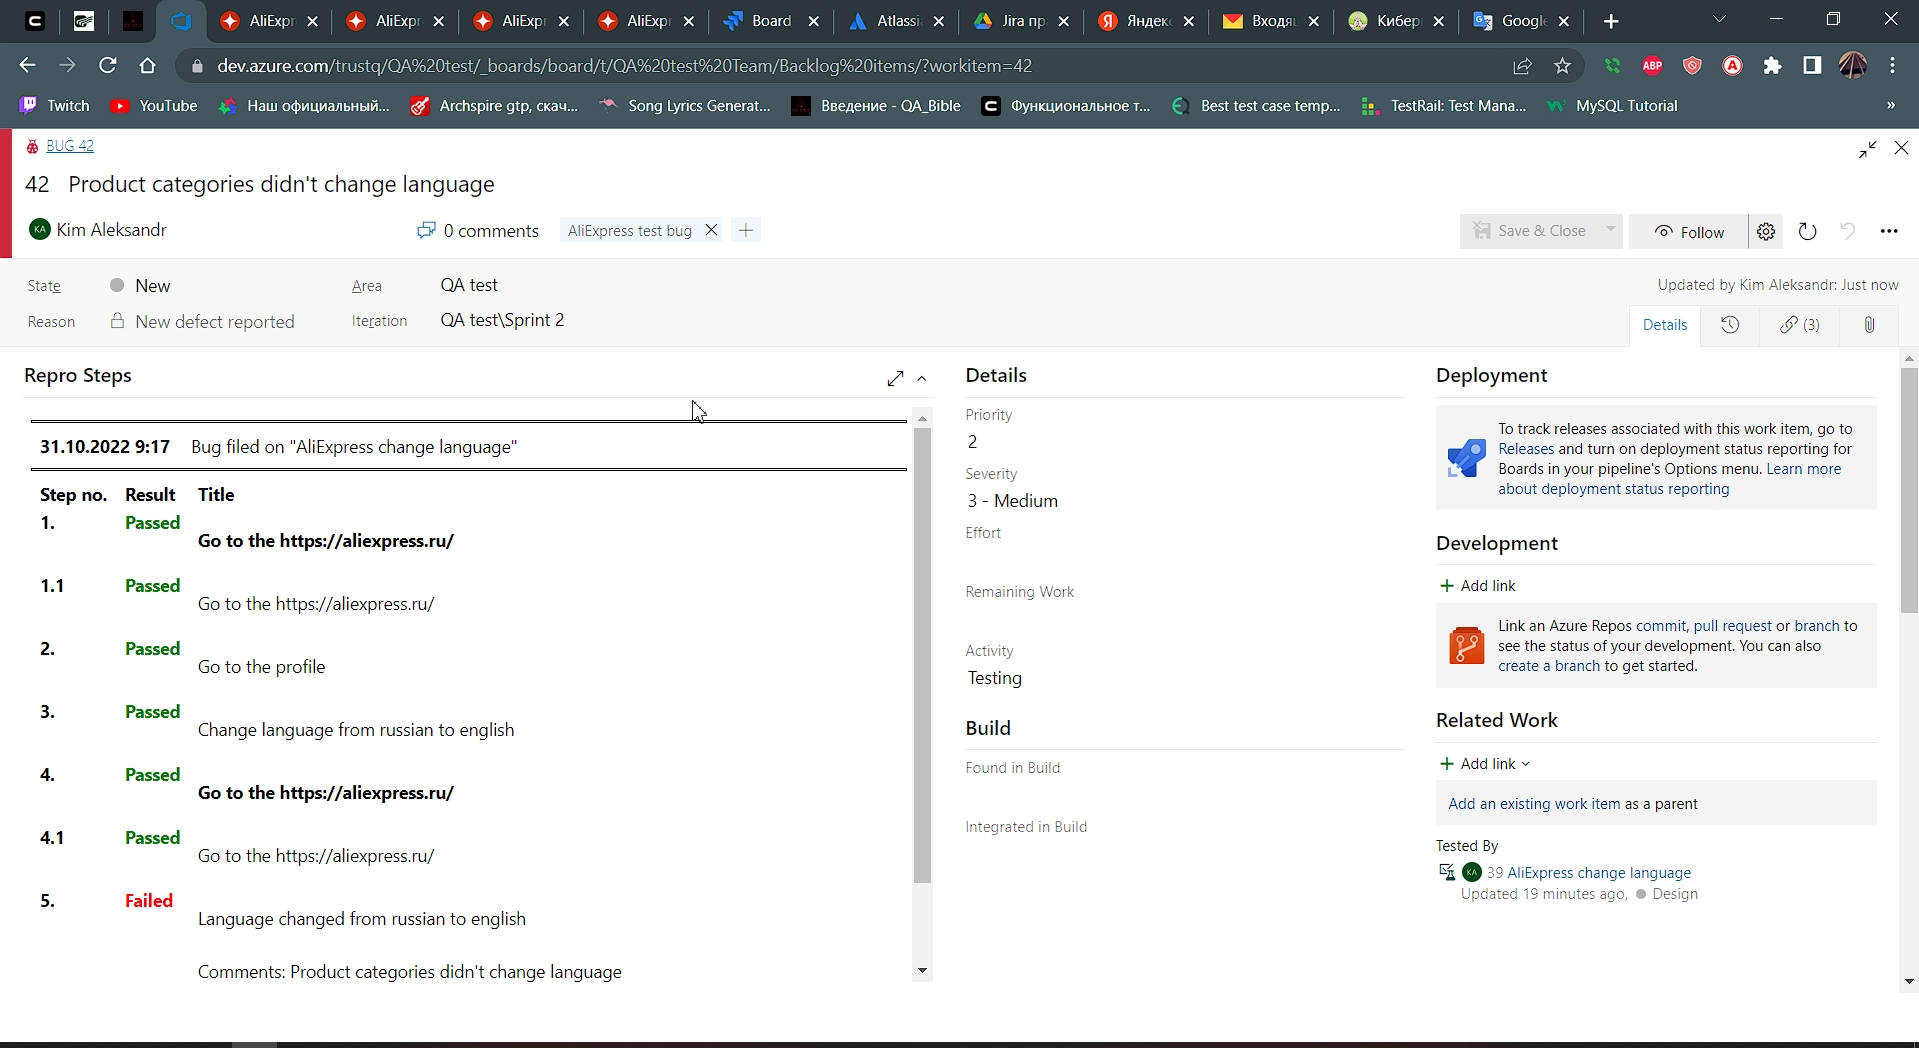 AliExpr
AliExpr
AliExpr
AliExpr
Board
Atlassi
Jira пр
Яндекс
Входящ
Кибер
Google
dev.azure.com/trustq/QA%20test/_boards/board/t/QA%20test%20Team/Backlog%20items/?workitem=42
ABP
Twitch
YouTube
Наш официальный...
Archspire gtp, скач...
Song Lyrics Generat...
Введение - QA_Bible
Функциональное т...
Best test case temp...
TestRail: Test Mana...
MySQL Tutorial
»
BUG 42
42 Product categories didn't change language
KA Kim Aleksandr
0 comments
AliExpress test bug
Save & Close
Follow
State
New
Area
QA test
Updated by Kim Aleksandr: Just now
Reason
New defect reported
Iteration
QA test\Sprint 2
Details
(3)
Repro Steps
31.10.2022 9:17 Bug filed on "AliExpress change language"
Step no. Result Title
1. Passed
Go to the https://aliexpress.ru/
1.1 Passed
Go to the https://aliexpress.ru/
2. Passed
Go to the profile
3. Passed
Change language from russian to english
4. Passed
Go to the https://aliexpress.ru/
4.1 Passed
Go to the https://aliexpress.ru/
5. Failed
Language changed from russian to english
Comments: Product categories didn't change language
Details
Priority
2
Severity
3 - Medium
Effort
Remaining Work
Activity
Testing
Build
Found in Build
Integrated in Build
Deployment
To track releases associated with this work item, go to
Releases and turn on deployment status reporting for
Boards in your pipeline's Options menu. Learn more
about deployment status reporting
Development
Add link
Link an Azure Repos commit, pull request or branch to
see the status of your development. You can also
create a branch to get started.
Related Work
Add link
Add an existing work item as a parent
Tested By
KA 39 AliExpress change language
Updated 19 minutes ago, Design